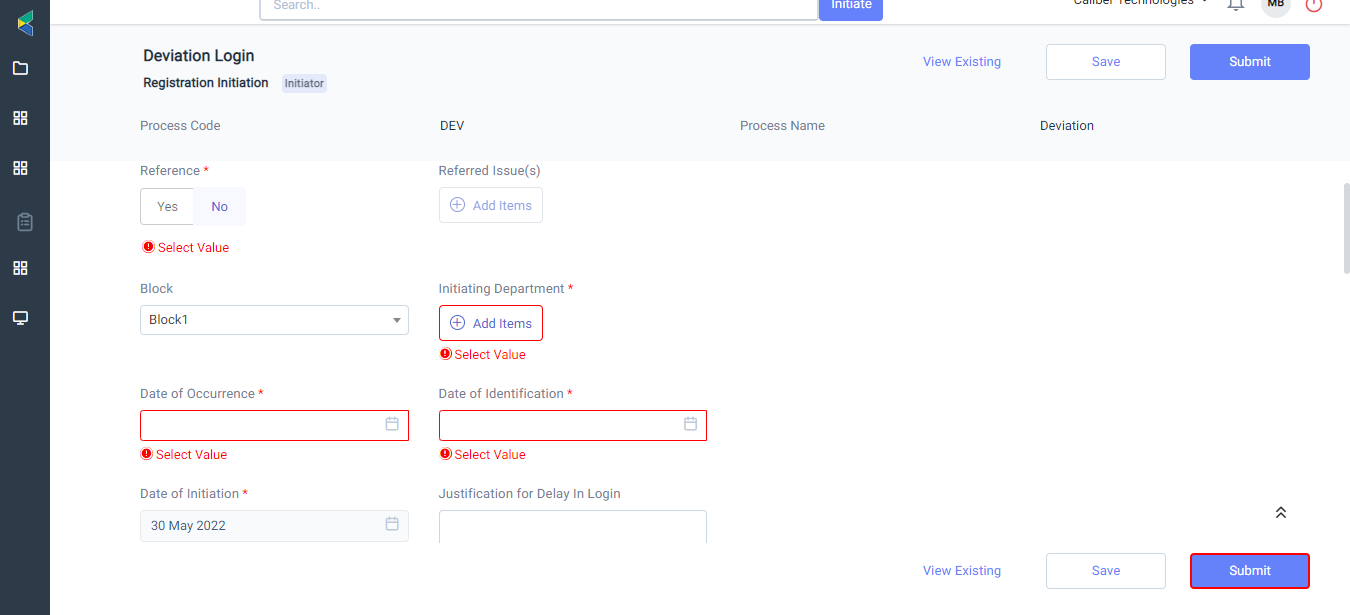 Search..
Initiate
Caliber Technologies
MB
Deviation Login
Registration Initiation Initiator
View Existing
Save
Submit
Process Code
DEV
Process Name
Deviation
Reference *
Referred Issue(s)
Yes
No
Add Items
Select Value
Block
Initiating Department *
Block1
Add Items
Select Value
Date of Occurrence *
Date of Identification *
Select Value
Select Value
Date of Initiation *
Justification for Delay In Login
30 May 2022
View Existing
Save
Submit